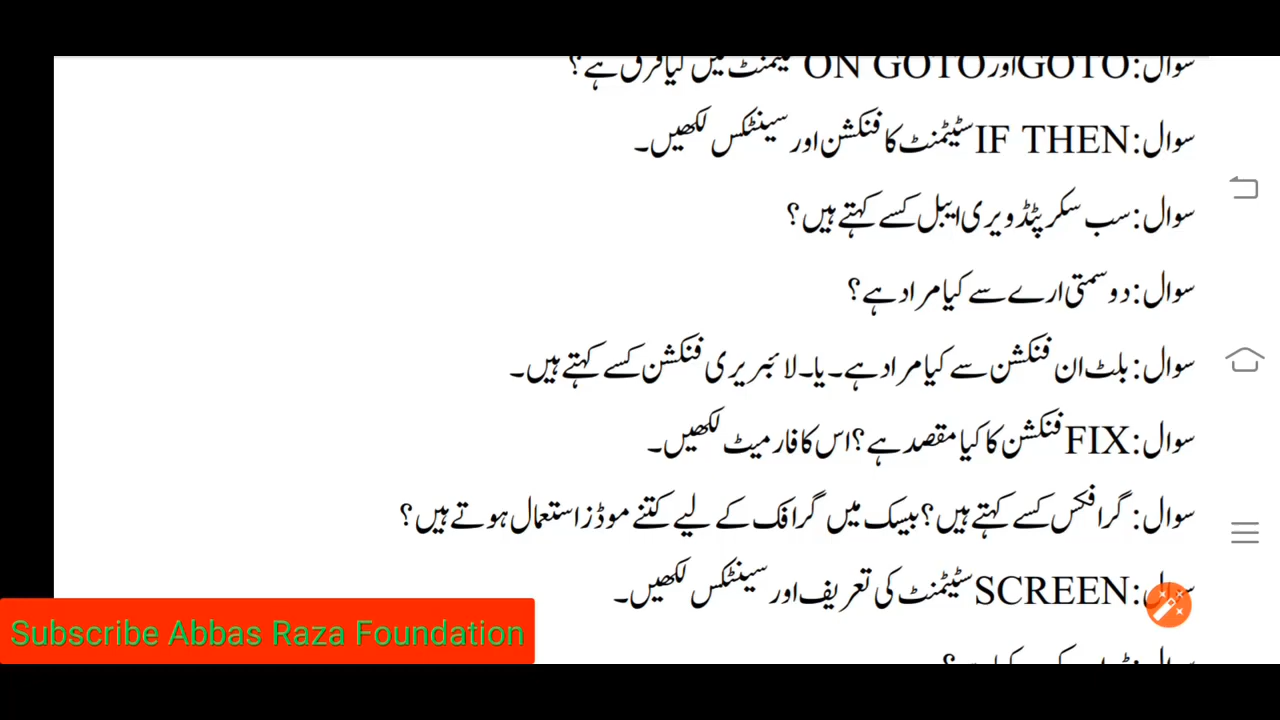 سوال: GOTO اور ON GOTO سٹیٹمنٹ میں کیا فرق ہے؟
سوال: IF THEN سٹیٹمنٹ کا فنکشن اور سینٹکس لکھیں۔
سوال: سب سکرپٹڈ ویری ایبل کسے کہتے ہیں؟
سوال: دو سمتی ارے سے کیا مراد ہے؟
سوال: بلٹ ان فنکشن سے کیا مراد ہے۔ یا۔ لائبریری فنکشن کسے کہتے ہیں۔
سوال: FIX فنکشن کا کیا مقصد ہے؟ اس کا فارمیٹ لکھیں۔
سوال: گرافکس کسے کہتے ہیں؟ بیسک میں گرافک کے لیے کتنے موڈز استعمال ہوتے ہیں؟
سوال: SCREEN سٹیٹمنٹ کی تعریف اور سینٹکس لکھیں۔
Subscribe Abbas Raza Foundation